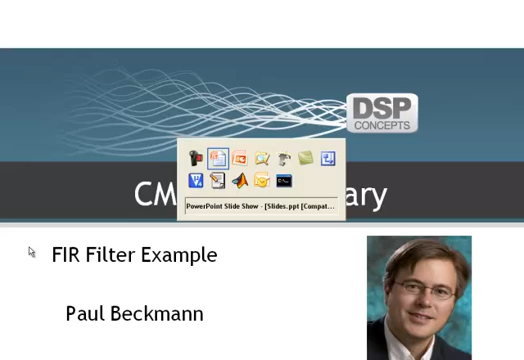 DSP
CONCEPTS
PowerPoint Slide Show - [Slides.ppt [Compat...
CM ary
FIR Filter Example
Paul Beckmann